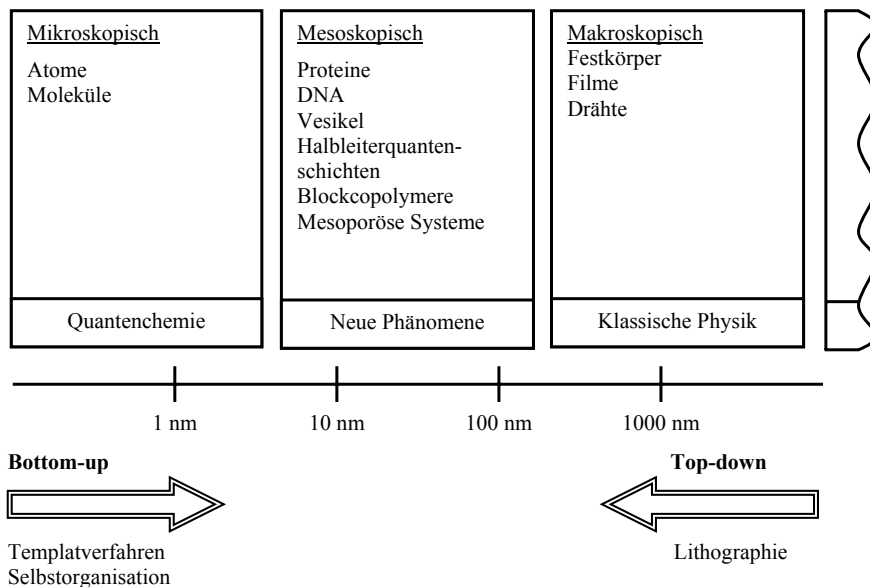 Mikroskopisch
Atome
Moleküle
Quantenchemie
Mesoskopisch
Proteine
DNA
Vesikel
Halbleiterquanten-
schichten
Blockcopolymere
Mesoporöse Systeme
Neue Phänomene
Makroskopisch
Festkörper
Filme
Drähte
Klassische Physik
1 nm
10 nm
100 nm
1000 nm
Bottom-up
Templatverfahren
Selbstorganisation
Top-down
Lithographie